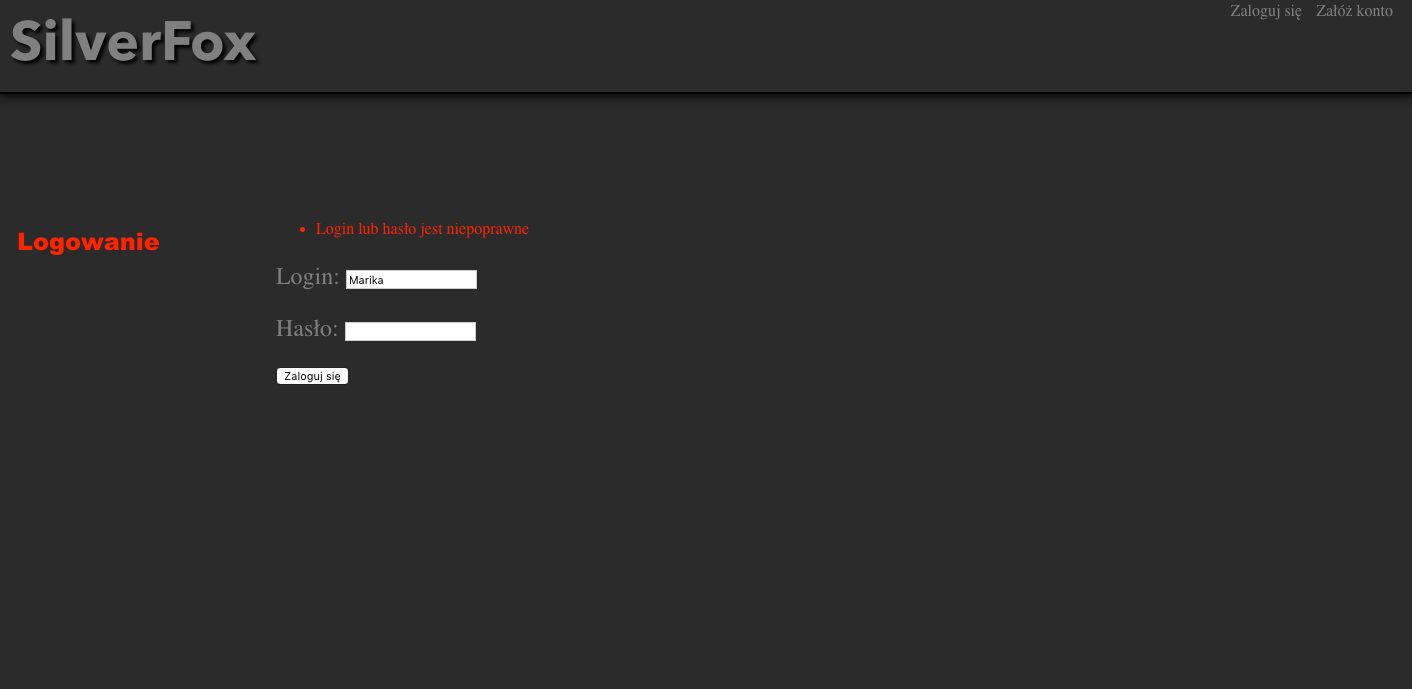 SilverFox
Zaloguj się Załóż konto
Logowanie
Login lub hasło jest niepoprawne
Login: Marika
Hasło:
Zaloguj się